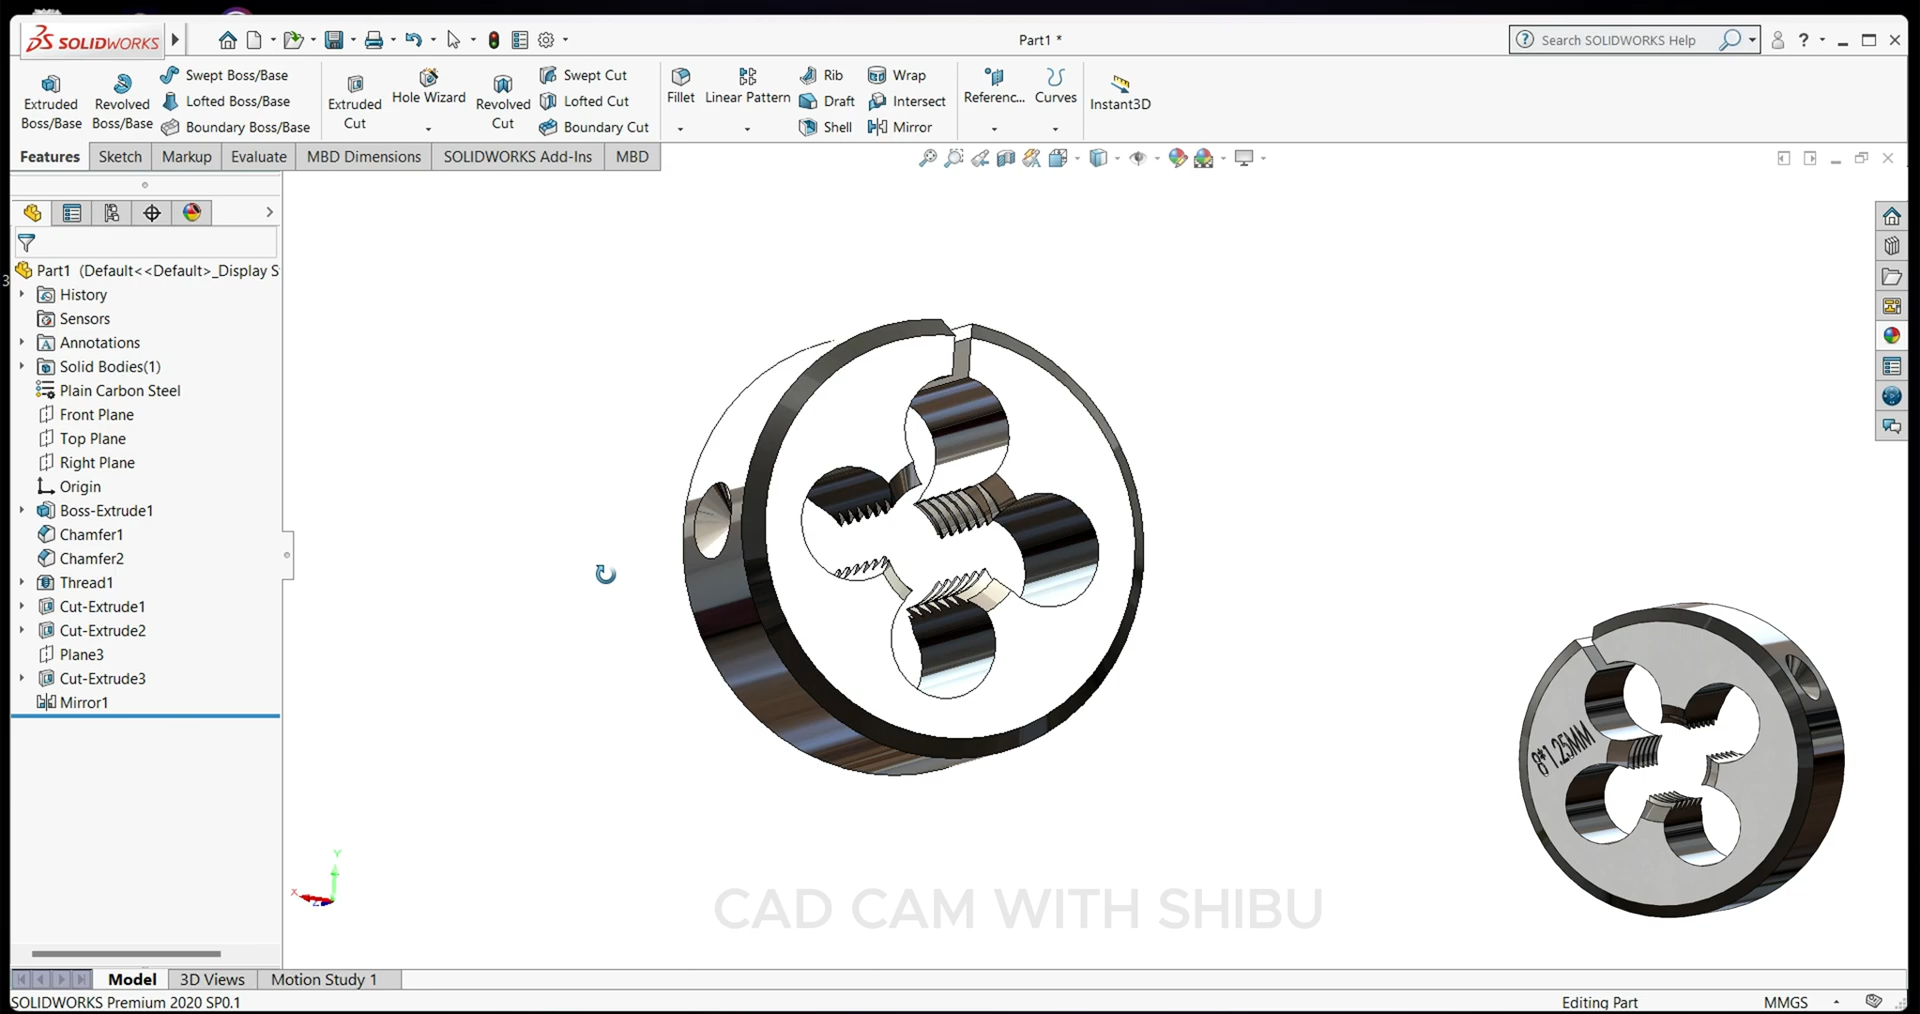 SOLIDWORKS
Part1 *
Search SOLIDWORKS Help
?
Extruded Boss/Base
Revolved Boss/Base
Swept Boss/Base
Lofted Boss/Base
Boundary Boss/Base
Extruded Cut
Hole Wizard
Revolved Cut
Swept Cut
Lofted Cut
Boundary Cut
Fillet
Linear Pattern
Rib
Draft
Shell
Wrap
Intersect
Mirror
Referenc...
Curves
Instant3D
Features
Sketch
Markup
Evaluate
MBD Dimensions
SOLIDWORKS Add-Ins
MBD
Part1 (Default<<Default>_Display S
3
History
Sensors
Annotations
Solid Bodies(1)
Plain Carbon Steel
Front Plane
Top Plane
Right Plane
Origin
Boss-Extrude1
Chamfer1
Chamfer2
Thread1
Cut-Extrude1
Cut-Extrude2
Plane3
Cut-Extrude3
Mirror1
8*1.25MM
Y
X
Z
CAD CAM WITH SHIBU
Model
3D Views
Motion Study 1
SOLIDWORKS Premium 2020 SP0.1
Editing Part
MMGS